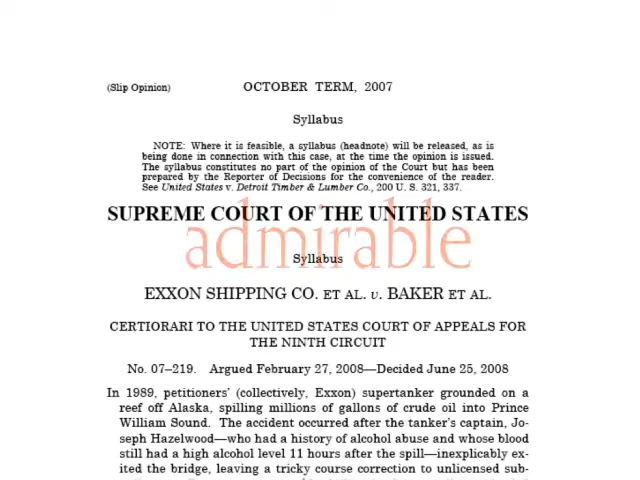 (Slip Opinion) OCTOBER TERM, 2007
Syllabus
NOTE: Where it is feasible, a syllabus (headnote) will be released, as is
being done in connection with this case, at the time the opinion is issued.
The syllabus constitutes no part of the opinion of the Court but has been
prepared by the Reporter of Decisions for the convenience of the reader.
See United States v. Detroit Timber & Lumber Co., 200 U. S. 321, 337.
SUPREME COURT OF THE UNITED STATES
admirable
Syllabus
EXXON SHIPPING CO. ET AL. v. BAKER ET AL.
CERTIORARI TO THE UNITED STATES COURT OF APPEALS FOR
THE NINTH CIRCUIT
No. 07–219. Argued February 27, 2008—Decided June 25, 2008
In 1989, petitioners’ (collectively, Exxon) supertanker grounded on a
reef off Alaska, spilling millions of gallons of crude oil into Prince
William Sound. The accident occurred after the tanker’s captain, Jo-
seph Hazelwood—who had a history of alcohol abuse and whose blood
still had a high alcohol level 11 hours after the spill—inexplicably ex-
ited the bridge, leaving a tricky course correction to unlicensed sub-